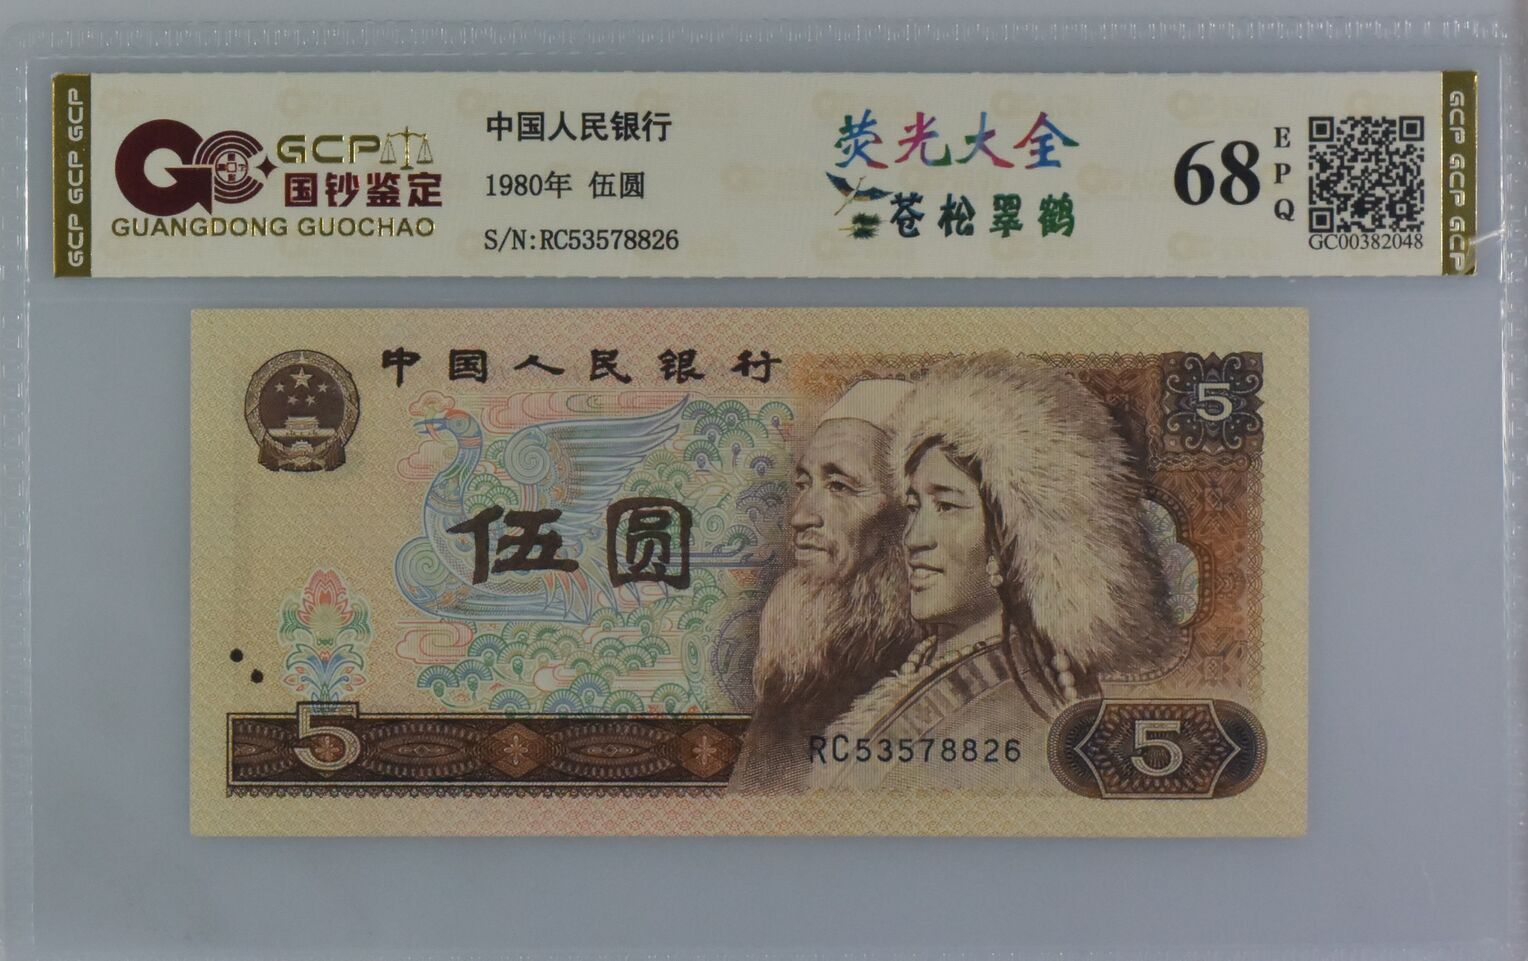 GCP GCP GCP
GCP
国钞鉴定
GUANGDONG GUOCHAO
中国人民银行
1980年 伍圆
S/N:RC53578826
荧光大全
苍松翠鹤
68
EPQ
GC00382048
GCP GCP GCP
中国人民银行
5
伍圆
5
RC53578826
5